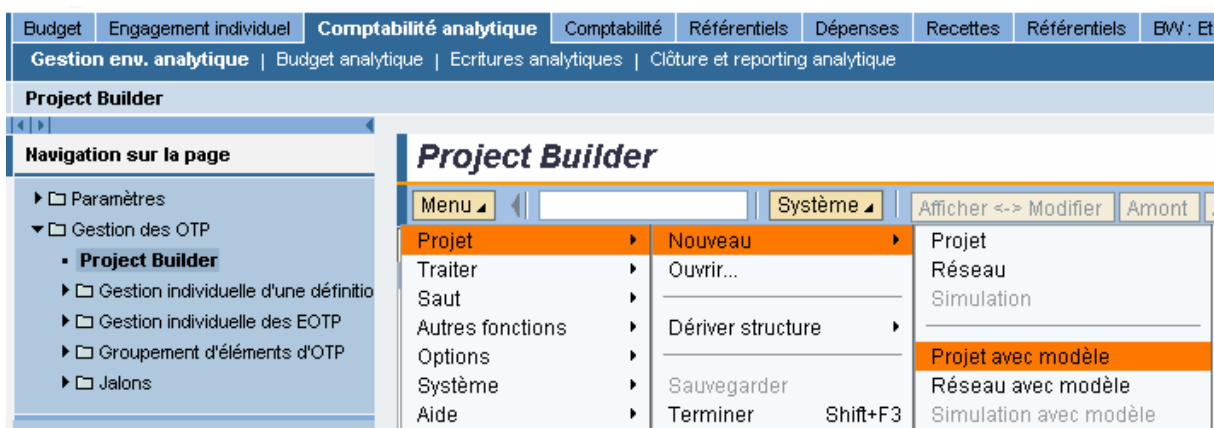 Budget Engagement individuel Comptabilité analytique Comptabilité Référentiels Dépenses Recettes Référentiels BW : Et
Gestion env. analytique | Budget analytique | Ecritures analytiques | Clôture et reporting analytique
Project Builder
Navigation sur la page
Paramètres
Gestion des OTP
Project Builder
Gestion individuelle d'une définitio
Gestion individuelle des EOTP
Groupement d'éléments d'OTP
Jalons
Project Builder
Menu Système Afficher <-> Modifier Amont
Projet
Traiter
Saut
Autres fonctions
Options
Système
Aide
Nouveau
Ouvrir...
Dériver structure
Sauvegarder
Terminer Shift+F3
Projet
Réseau
Simulation
Projet avec modèle
Réseau avec modèle
Simulation avec modèle